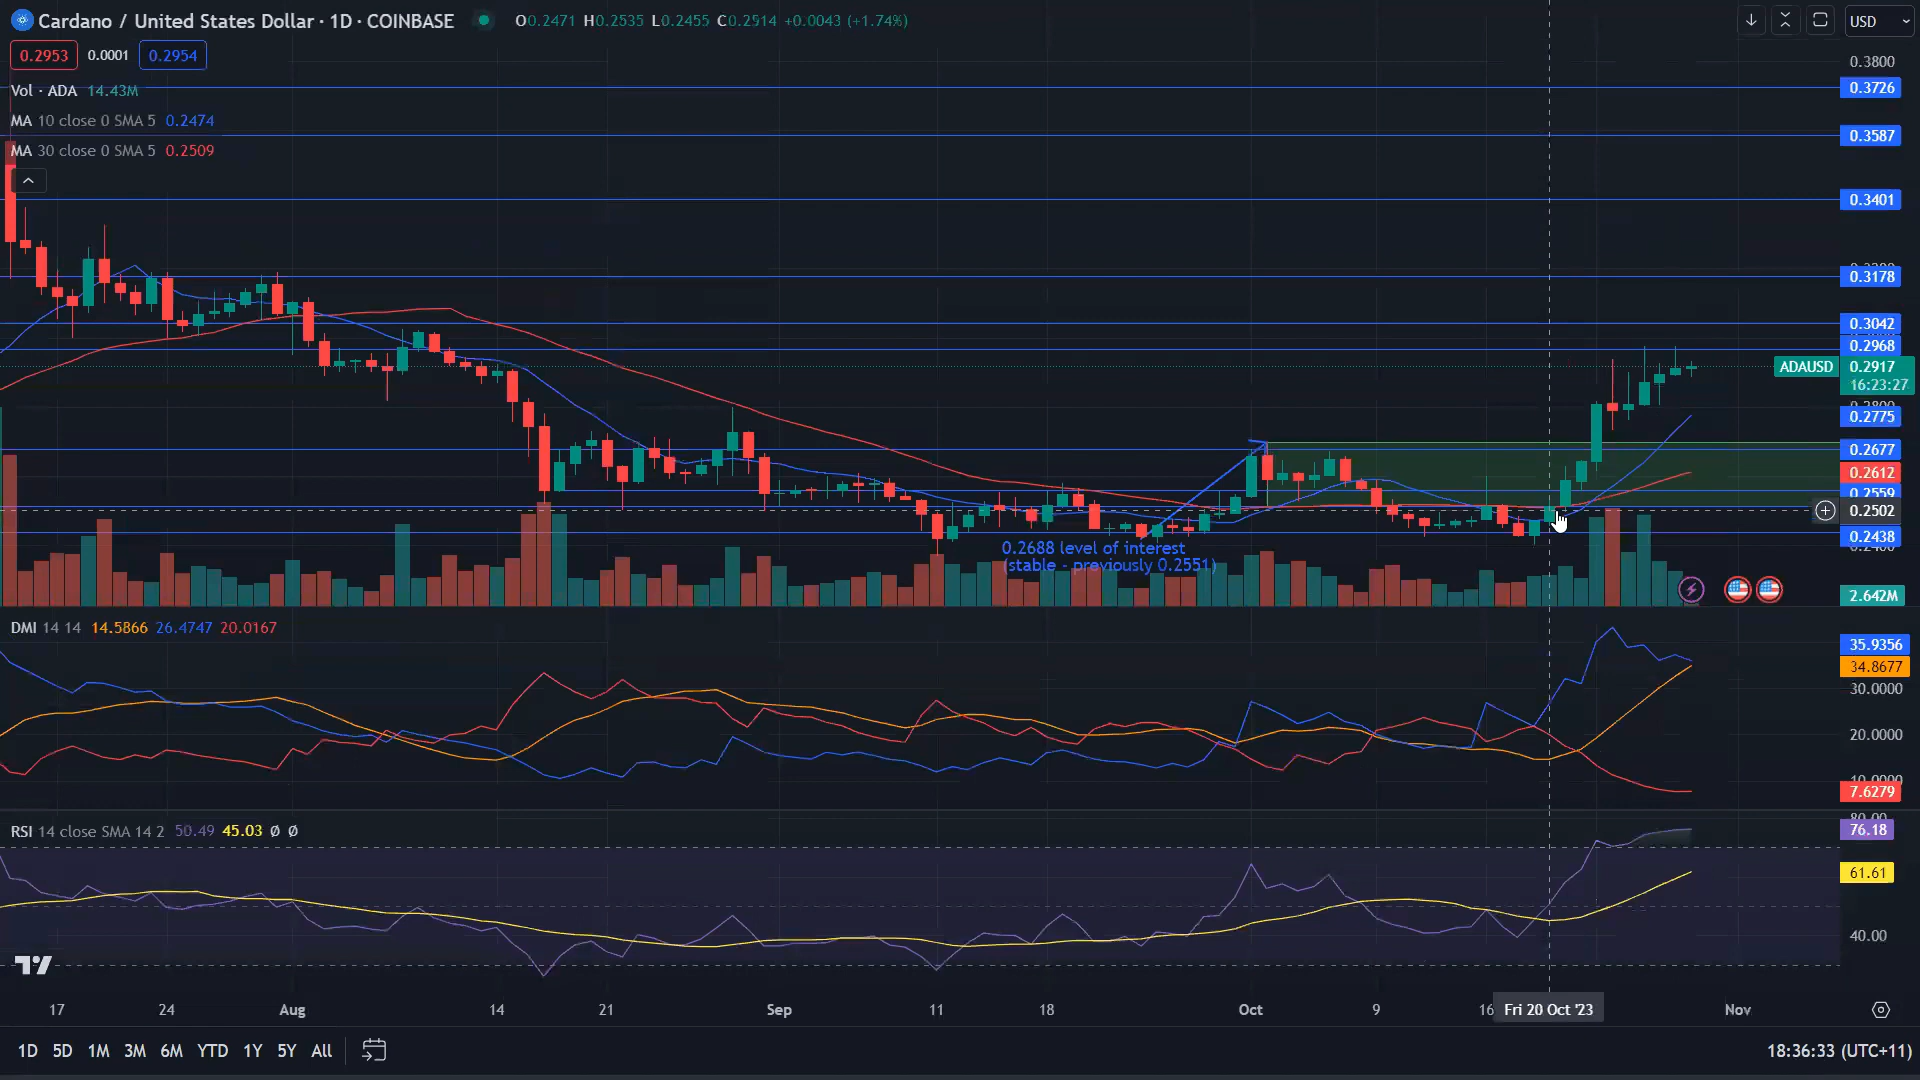 Cardano / United States Dollar · 1D · COINBASE O0.2471 H0.2535 L0.2455 C0.2514 +0.0043 (+1.74%)
USD
0.2953 0.0001 0.2954
Vol · ADA 14.43M
MA 10 close 0 SMA 5 0.2474
MA 30 close 0 SMA 5 0.2509
0.3800
0.3726
0.3587
0.3401
0.3178
0.3042
0.2968
ADAUSD 0.2917
16:23:27
0.2775
0.2677
0.2612
0.2559
0.2502
0.2438
0.2688 level of interest
(stable - previously 0.2551)
2.642M
DMI 14 14 14.5866 26.4747 20.0167
35.9356
34.8677
30.0000
20.0000
10.0000
7.6279
RSI 14 close SMA 14 2 50.49 45.03 Ø Ø
80.00
76.18
61.61
40.00
17 24 Aug 14 21 Sep 11 18 Oct 9 16 Fri 20 Oct '23 Nov
1D 5D 1M 3M 6M YTD 1Y 5Y All
18:36:33 (UTC+11)